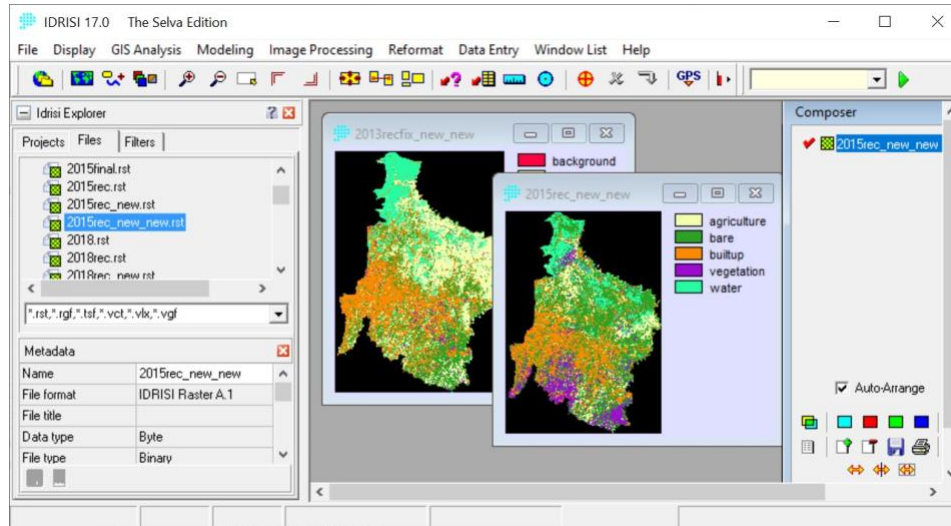 IDRISI 17.0 The Selva Edition
File Display GIS Analysis Modeling Image Processing Reformat Data Entry Window List Help
GPS
Idrisi Explorer
Projects Files Filters
2015final.rst
2015rec.rst
2015rec_new.rst
2015rec_new_new.rst
2018.rst
2018rec.rst
2018rec_new.rst
*.rst,*.rgf,*.tsf,*.vct,*.vlx,*.vgf
Metadata
Name 2015rec_new_new
File format IDRISI Raster A.1
File title
Data type Byte
File type Binary
2013recfix_new_new
background
2015rec_new_new
agriculture
bare
builtup
vegetation
water
Composer
2015rec_new_new
Auto-Arrange